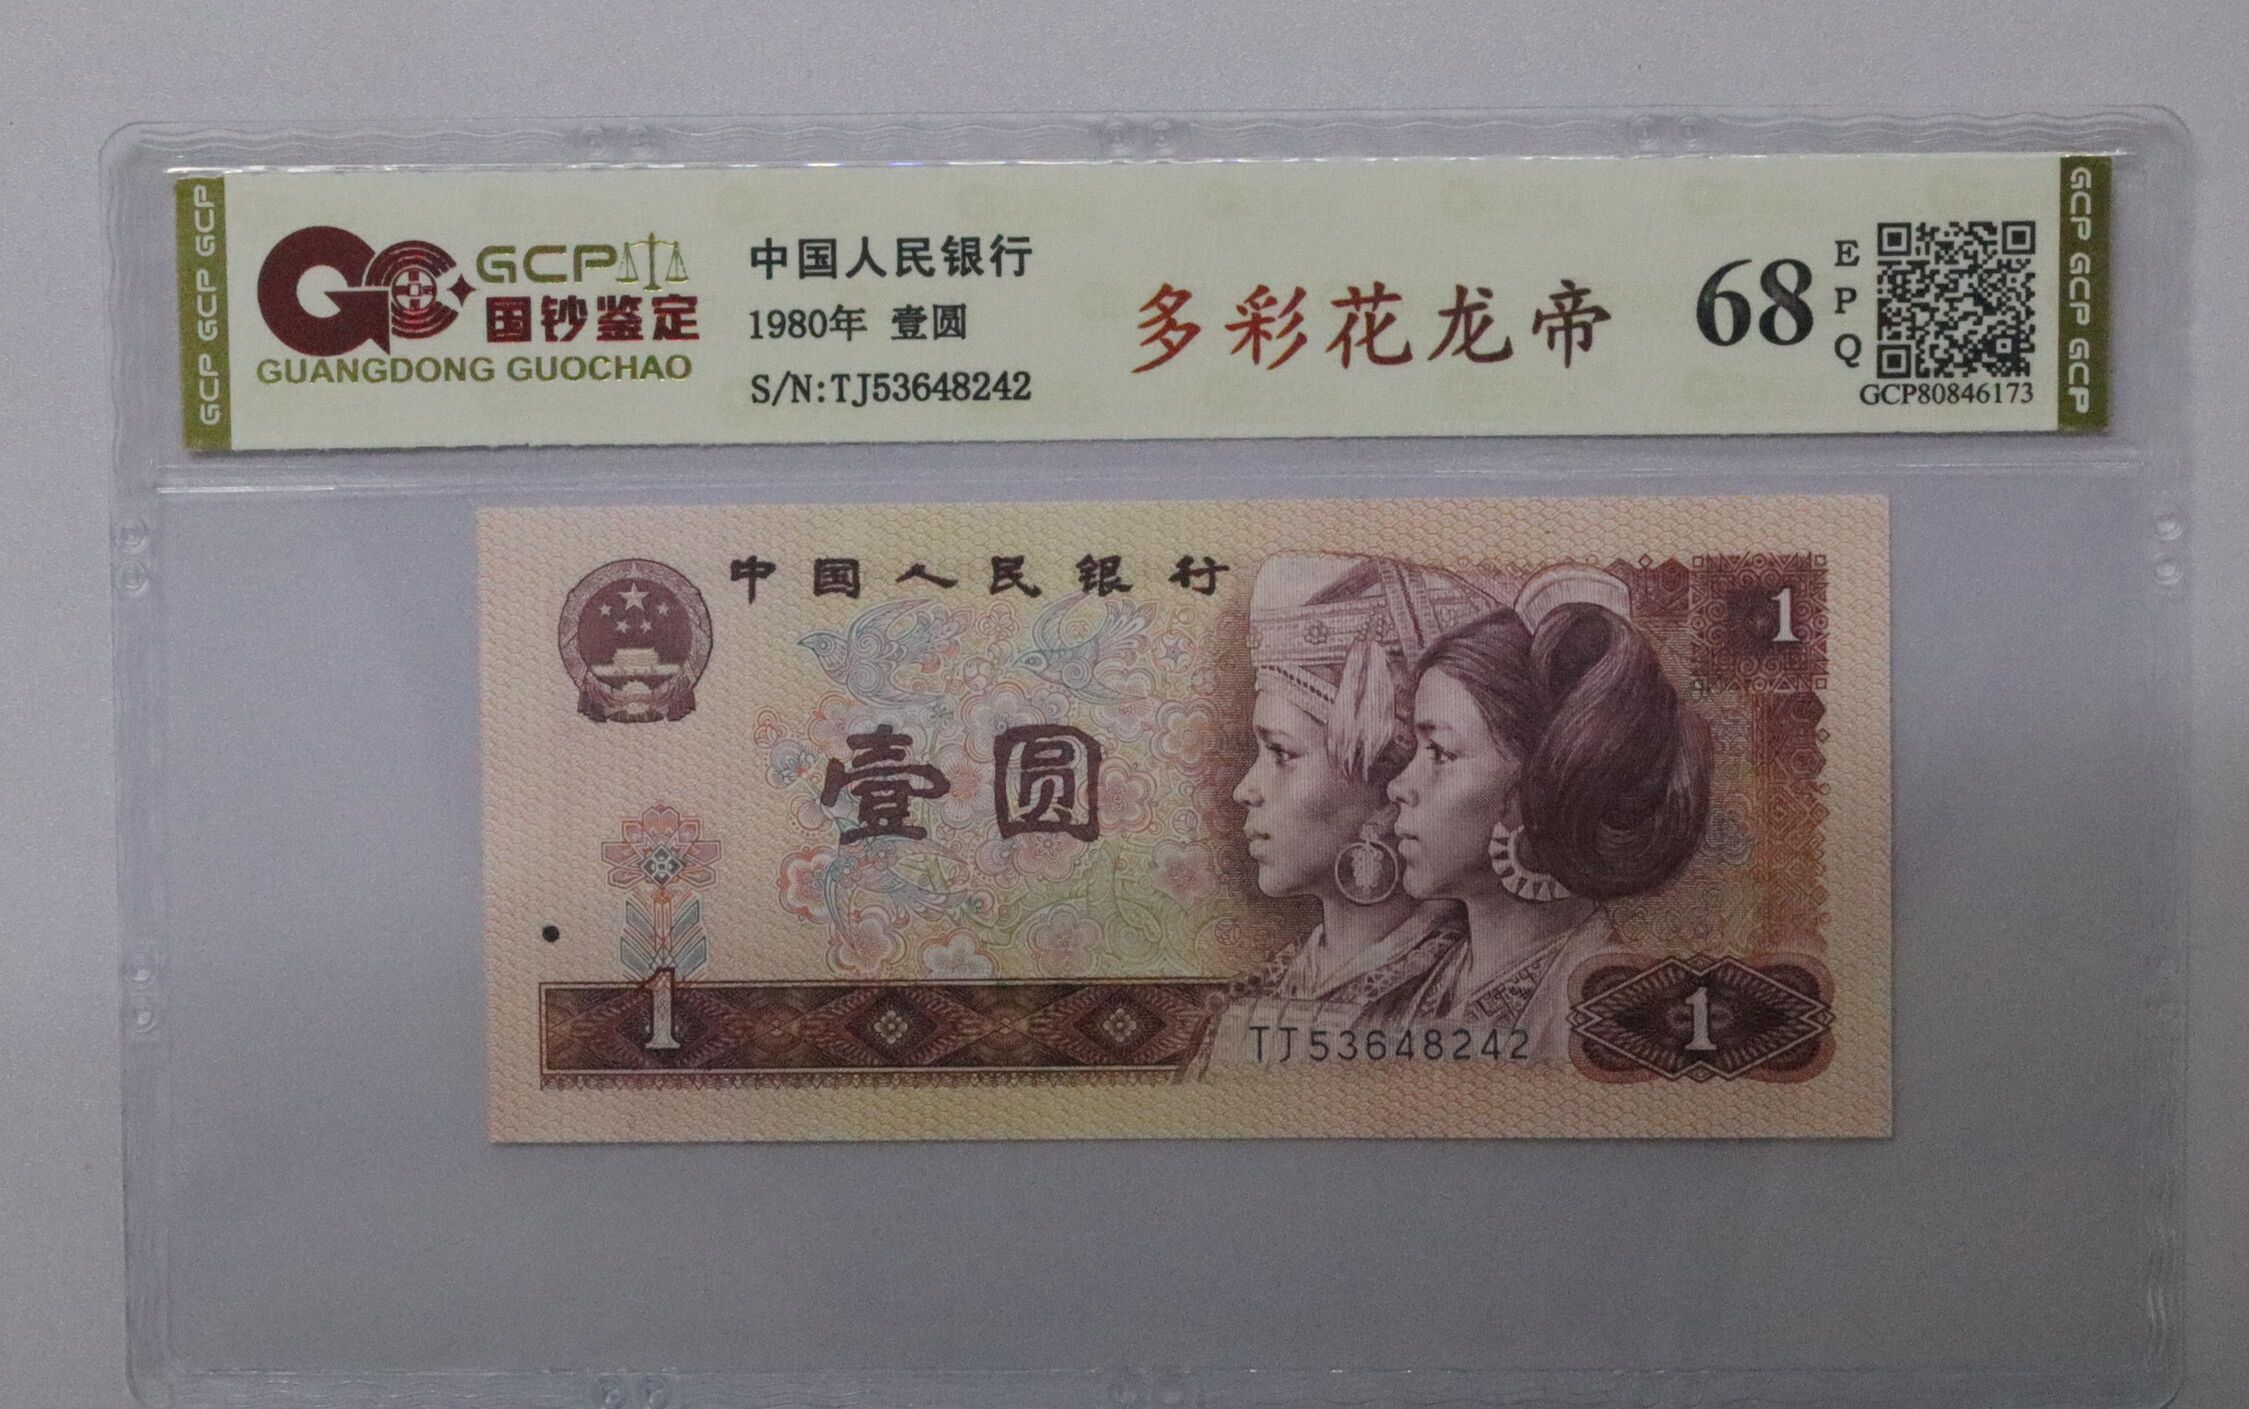 GCP GCP GCP
GCP
国钞鉴定
GUANGDONG GUOCHAO
中国人民银行
1980年 壹圆
S/N:TJ53648242
多彩花龙帝
68
E
P
Q
GCP80846173
GCP GCP GCP
中国人民银行
1
壹圆
1
TJ53648242
1